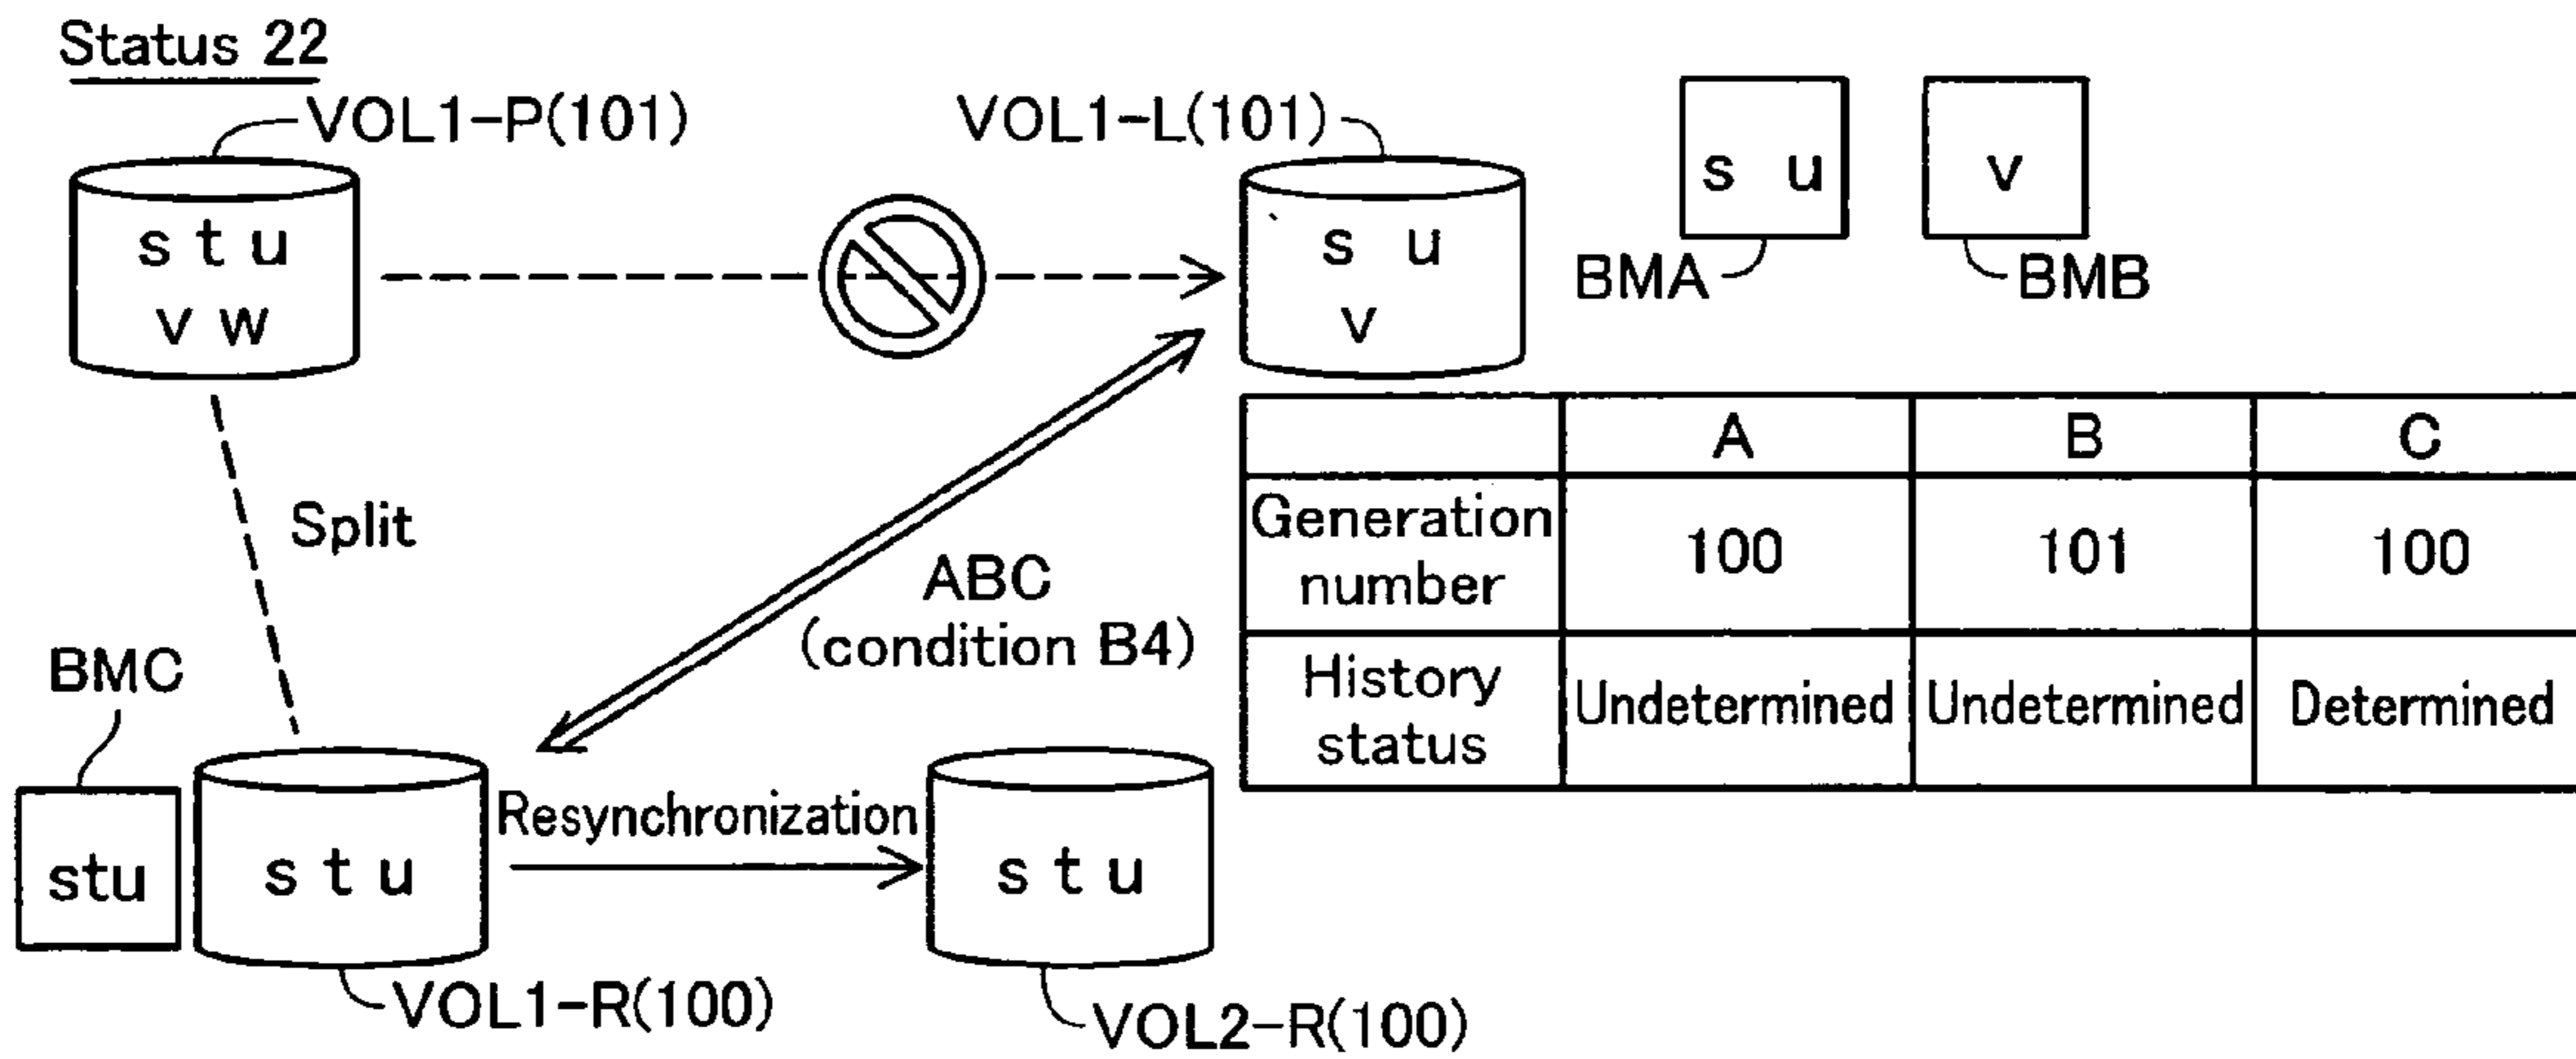 Status 22
VOL1-P(101)
VOL1-L(101)
s t u
v w
s u
v
s u
v
BMA
BMB
Split
ABC
(condition B4)
A B C
Generation number 100 101 100
History status Undetermined Undetermined Determined
BMC
stu
s t u
Resynchronization
s t u
VOL1-R(100)
VOL2-R(100)